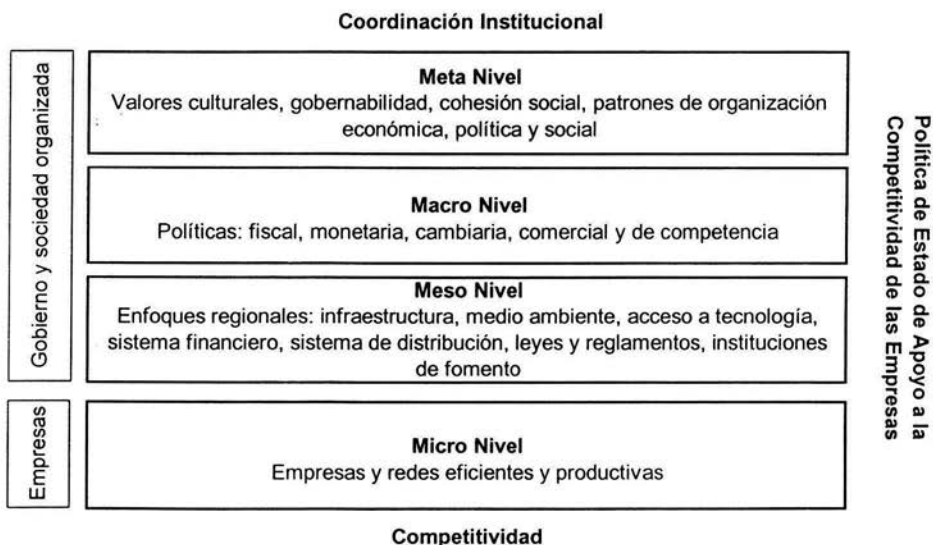 Coordinación Institucional
Gobierno y sociedad organizada
Meta Nivel
Valores culturales, gobernabilidad, cohesión social, patrones de organización
económica, política y social
Macro Nivel
Políticas: fiscal, monetaria, cambiaria, comercial y de competencia
Meso Nivel
Enfoques regionales: infraestructura, medio ambiente, acceso a tecnología,
sistema financiero, sistema de distribución, leyes y reglamentos, instituciones
de fomento
Empresas
Micro Nivel
Empresas y redes eficientes y productivas
Política de Estado de Apoyo a la
Competitividad de las Empresas
Competitividad